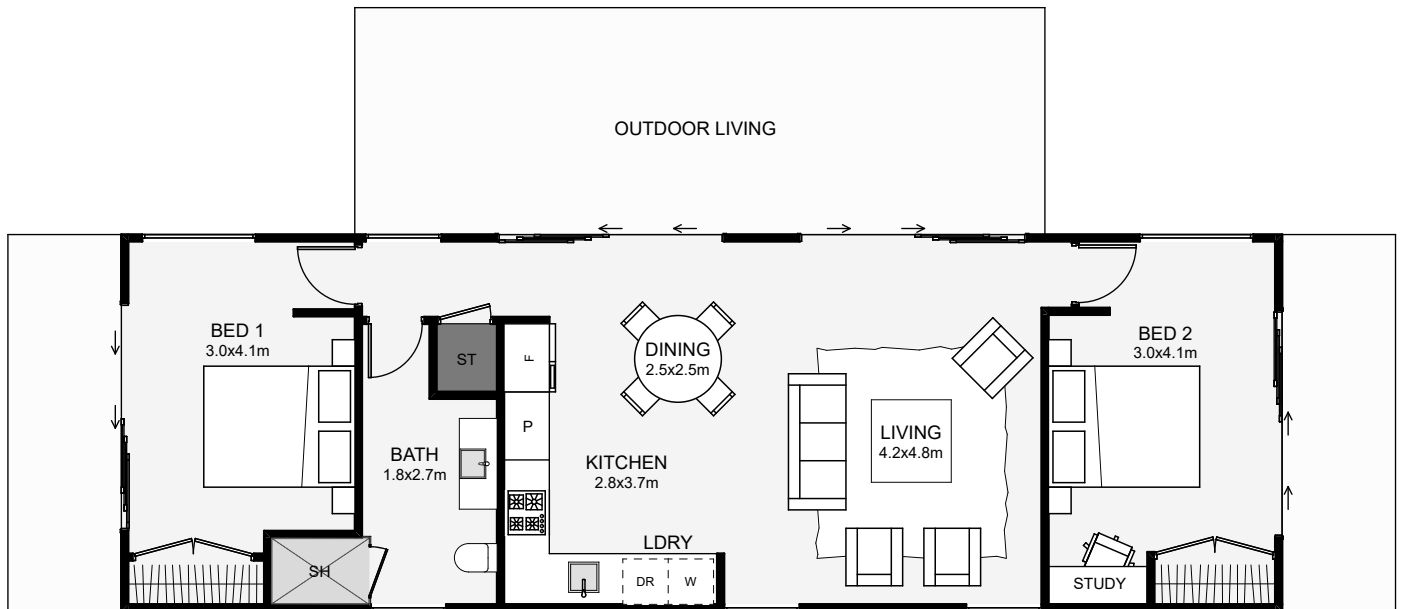 OUTDOOR LIVING
BED 1
3.0x4.1m
ST
F
DINING
2.5x2.5m
BED 2
3.0x4.1m
P
BATH
1.8x2.7m
KITCHEN
2.8x3.7m
LIVING
4.2x4.8m
LDRY
SH
DR
W
STUDY